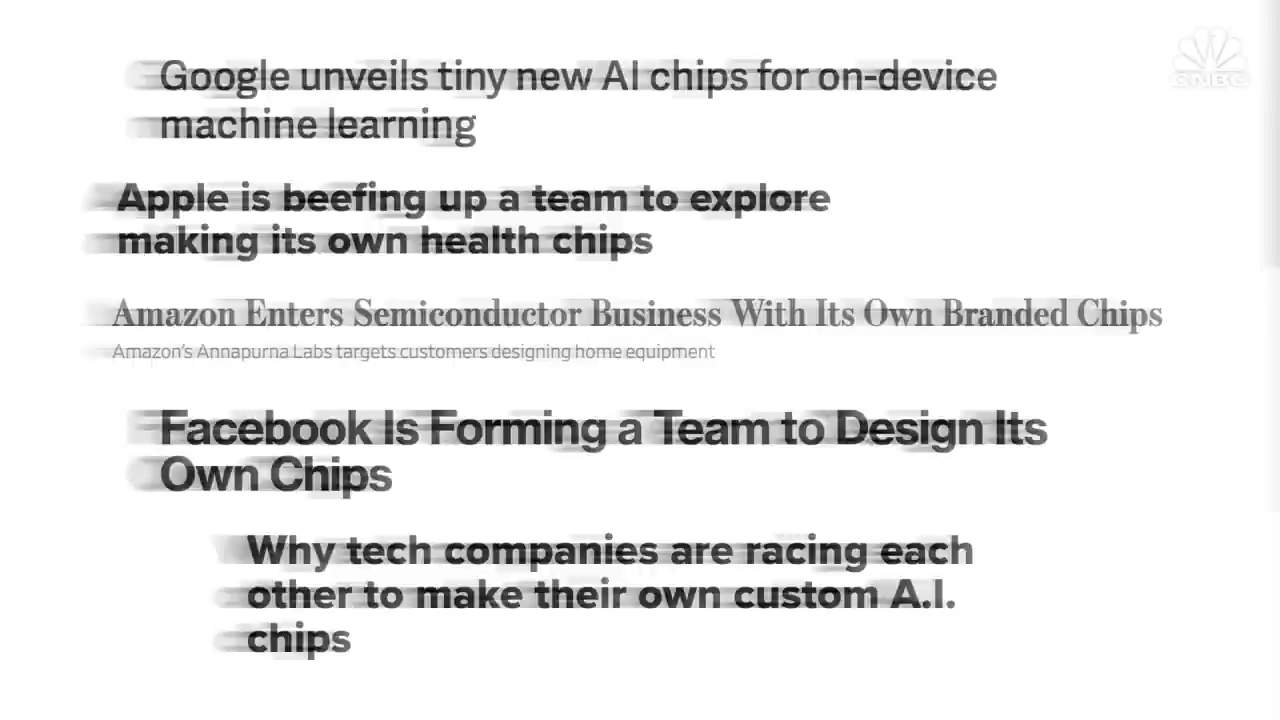 Google unveils tiny new AI chips for on-device
machine learning
Apple is beefing up a team to explore
making its own health chips
Amazon Enters Semiconductor Business With Its Own Branded Chips
Amazon's Annapurna Labs targets customers designing home equipment
Facebook Is Forming a Team to Design Its
Own Chips
Why tech companies are racing each
other to make their own custom A.I.
chips
CNBC